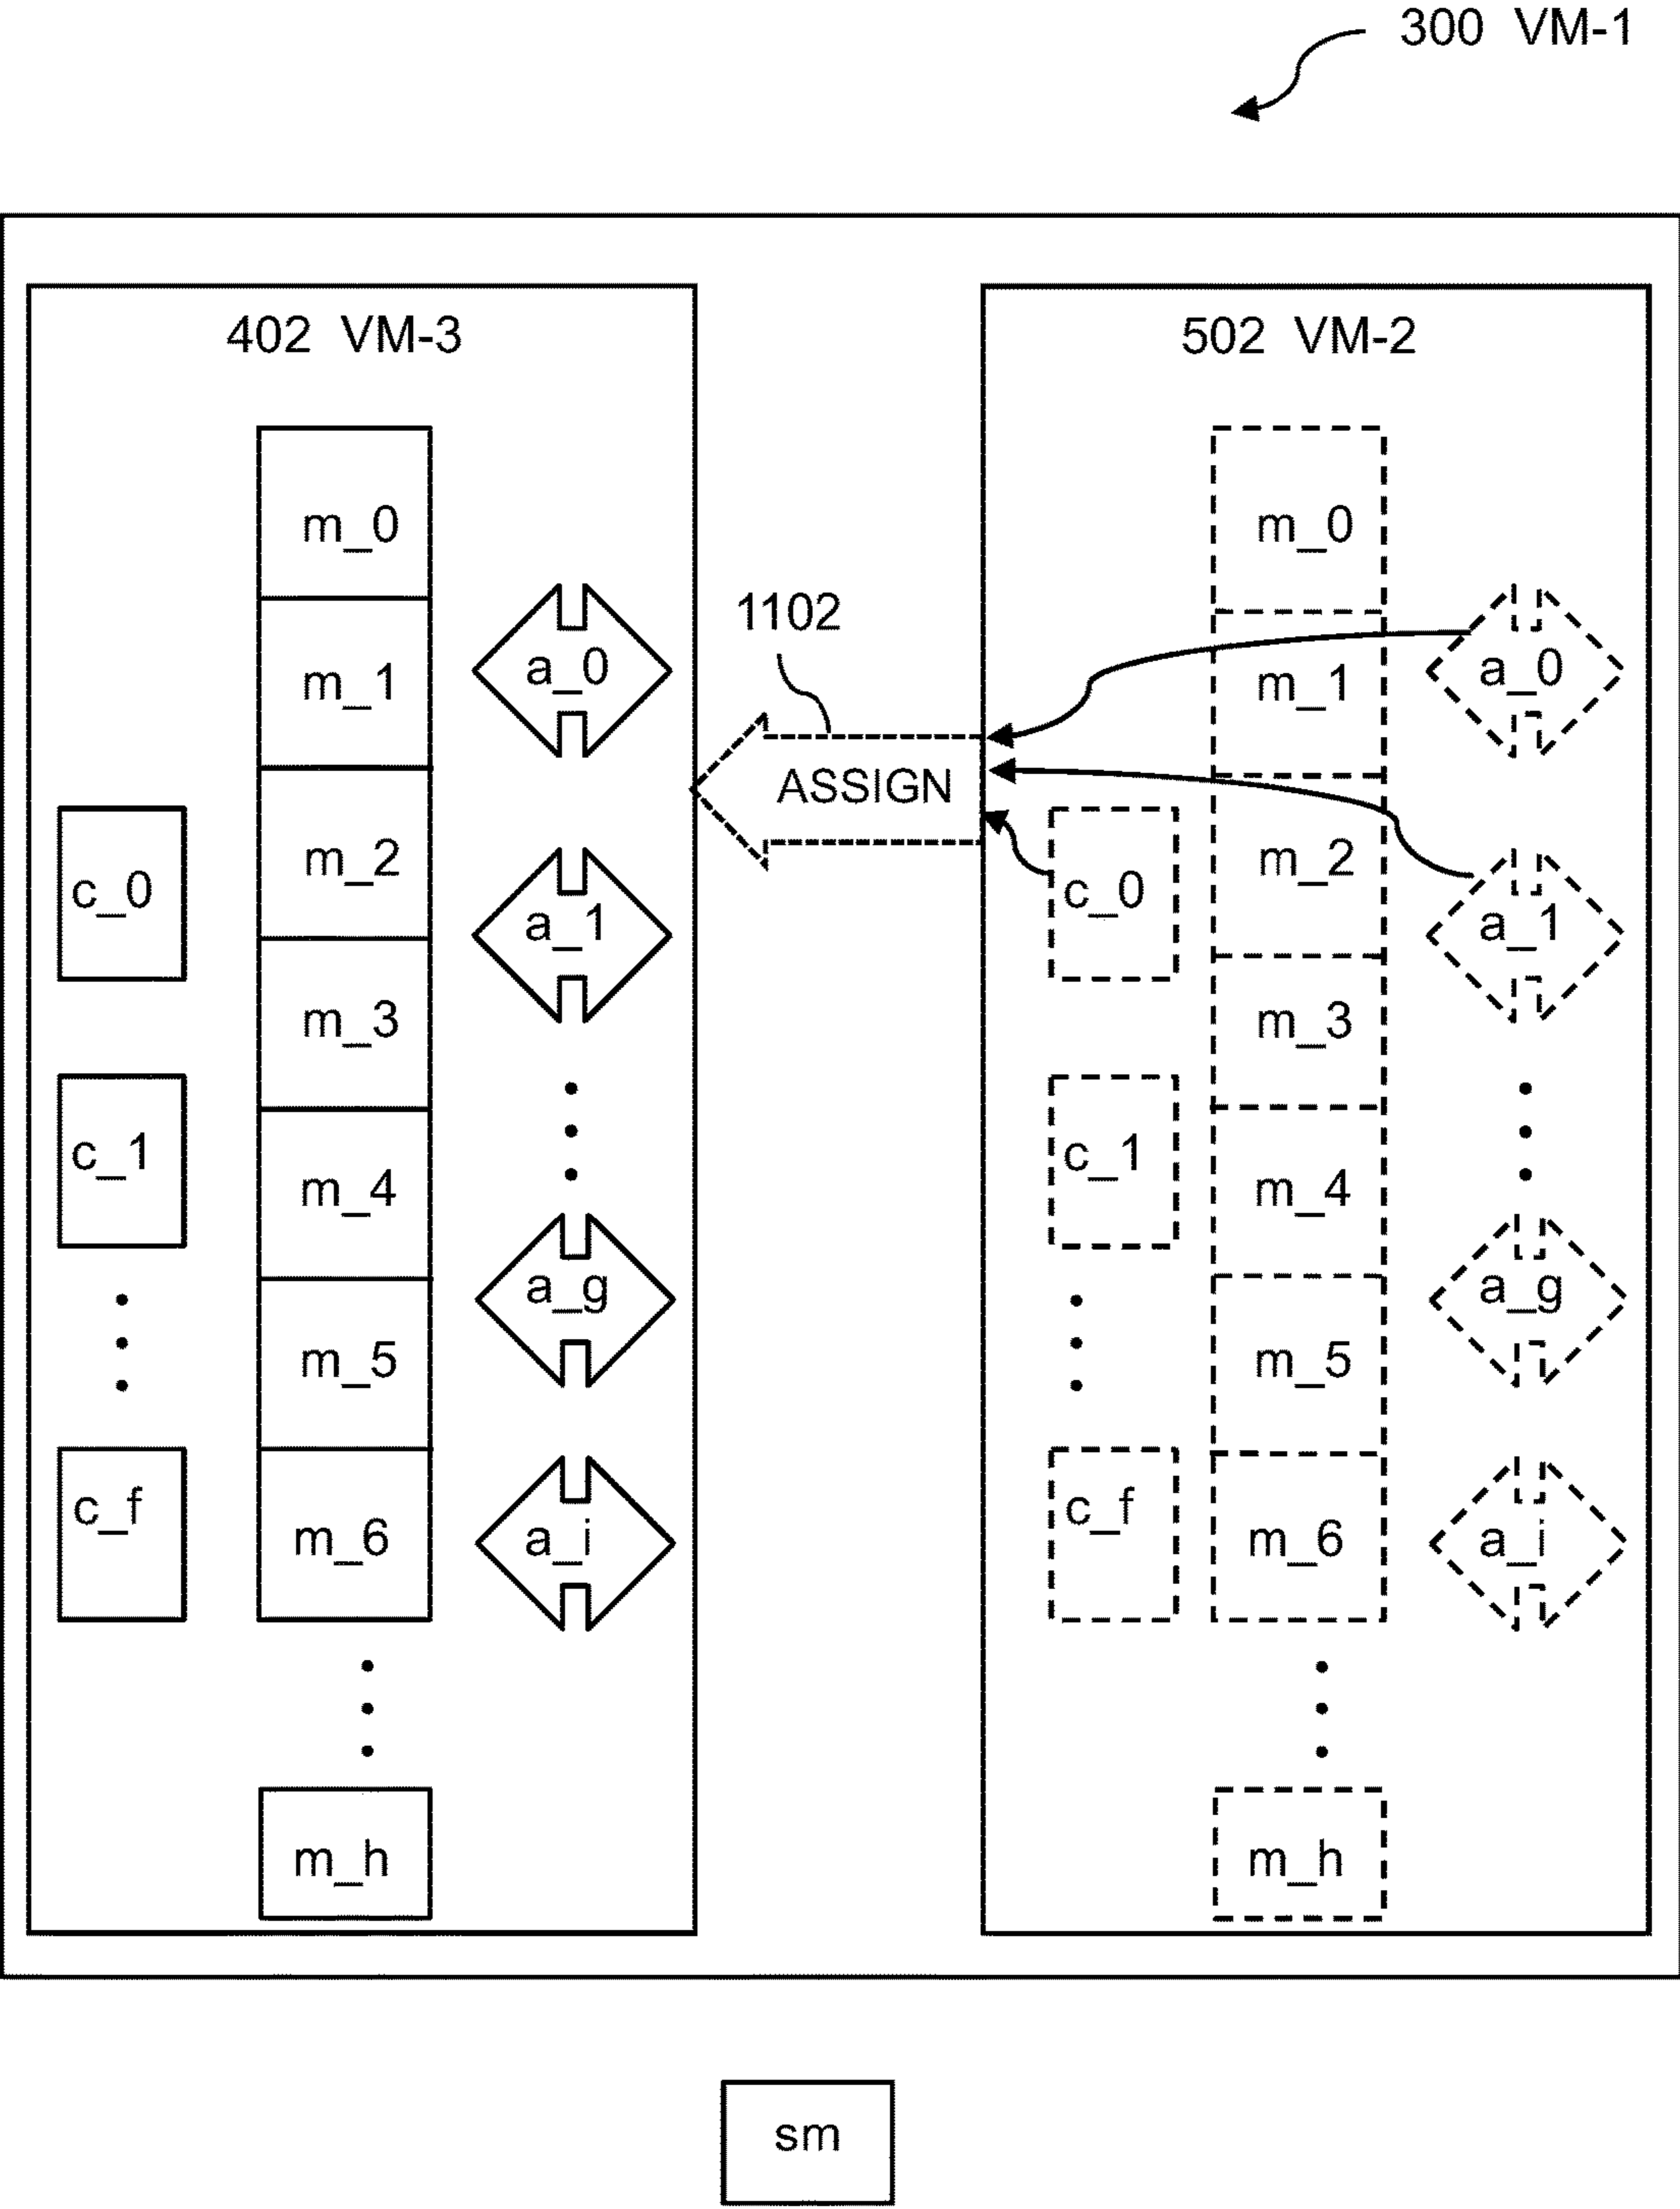 300 VM-1
402 VM-3
m_0
m_1
m_2
m_3
m_4
m_5
m_6
m_h
c_0
c_1
c_f
a_0
a_1
a_g
a_i
1102
ASSIGN
502 VM-2
m_0
m_1
m_2
m_3
m_4
m_5
m_6
m_h
c_0
c_1
c_f
a_0
a_1
a_g
a_i
sm